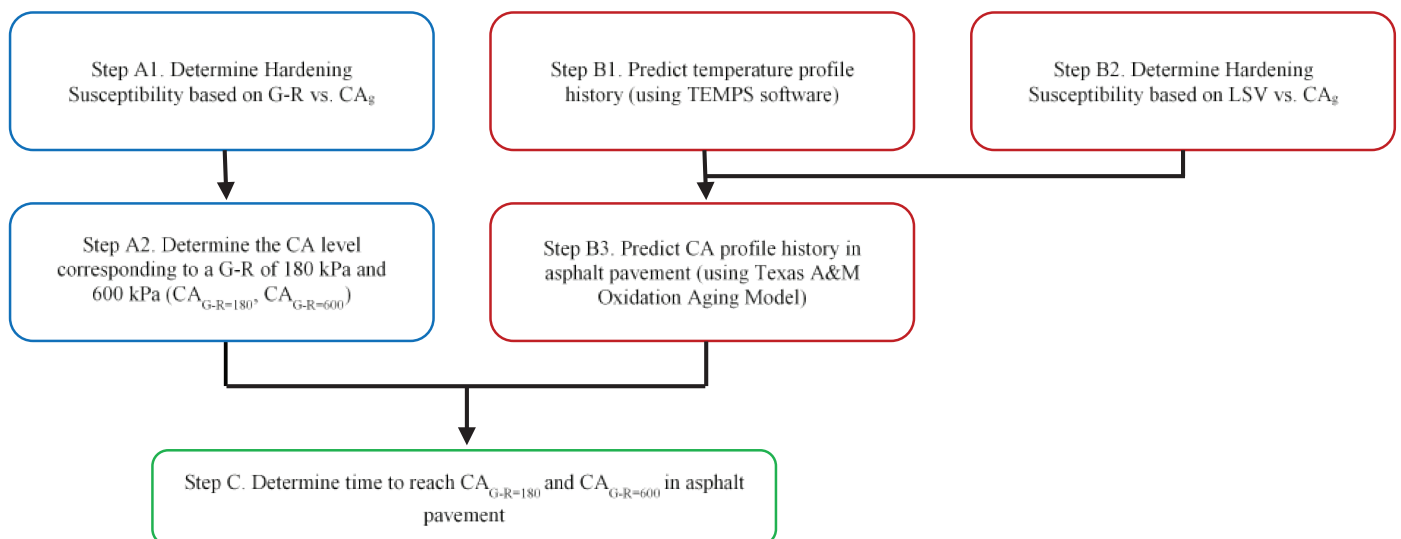 Step A1. Determine Hardening
Susceptibility based on G-R vs. CAg
Step B1. Predict temperature profile
history (using TEMPS software)
Step B2. Determine Hardening
Susceptibility based on LSV vs. CAg
Step A2. Determine the CA level
corresponding to a G-R of 180 kPa and
600 kPa (CAG-R=180, CAG-R=600)
Step B3. Predict CA profile history in
asphalt pavement (using Texas A&M
Oxidation Aging Model)
Step C. Determine time to reach CAG-R=180 and CAG-R=600 in asphalt
pavement